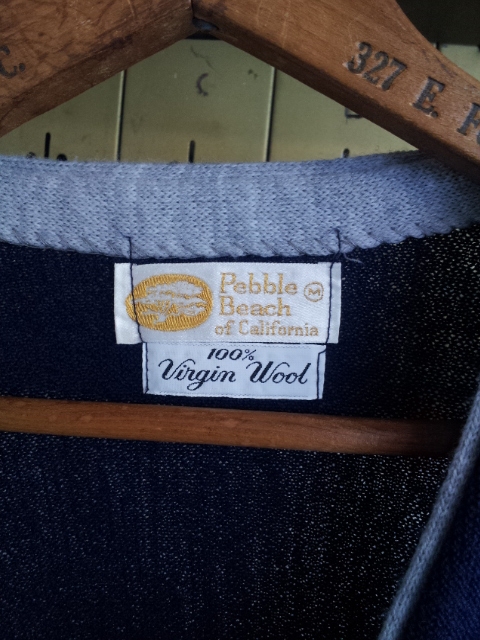 C.
327 E.
Pebble
Beach
M
of California
100%
Virgin Wool